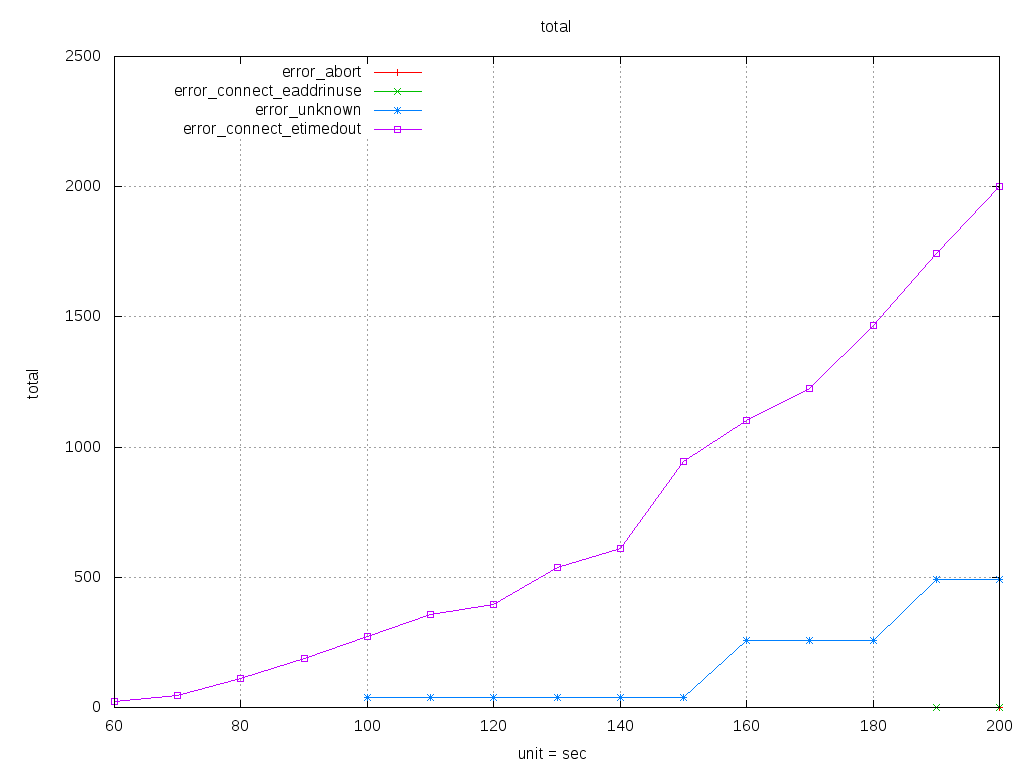 total
2500
2000
1500
1000
500
0
total
error_abort
error_connect_eaddrinuse
error_unknown
error_connect_etimedout
60 80 100 120 140 160 180 200
unit = sec